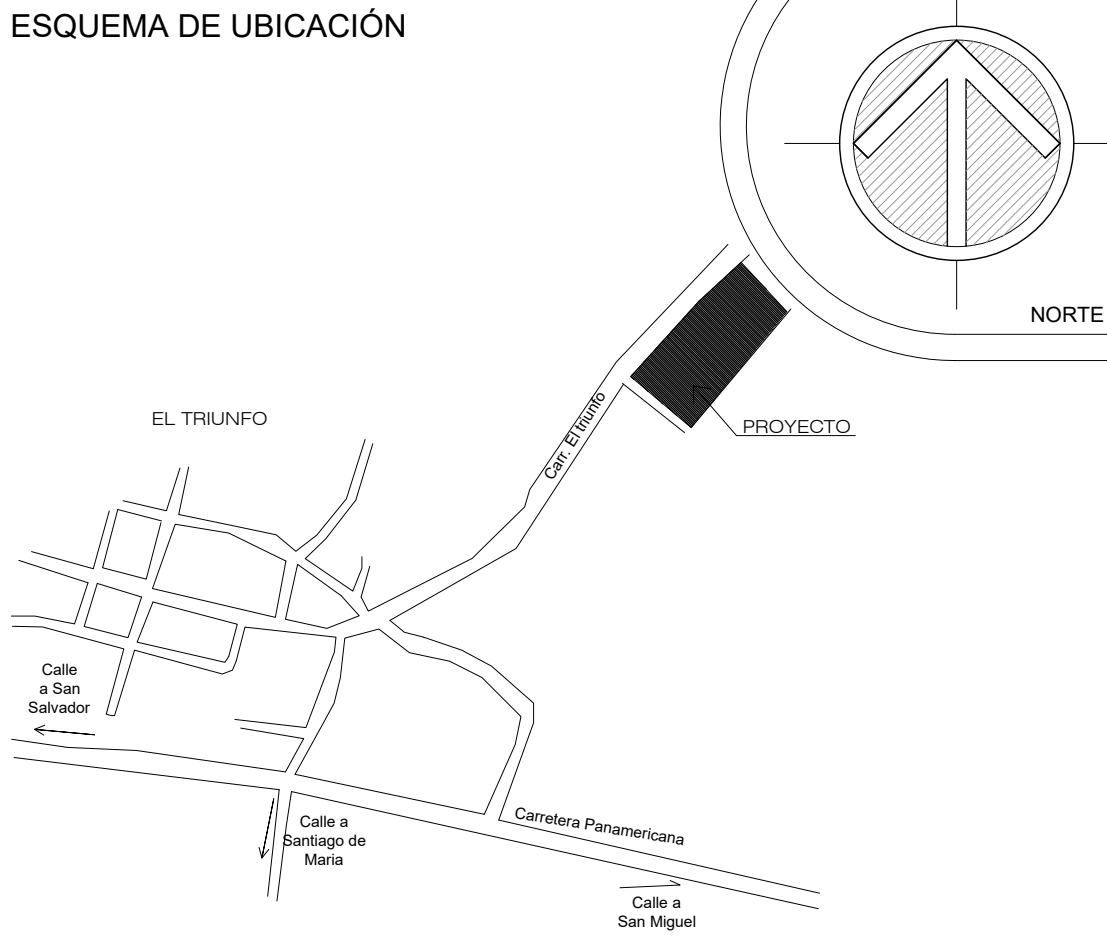 ESQUEMA DE UBICACIÓN
NORTE
EL TRIUNFO
Carr. El triunfo
PROYECTO
Calle
a San
Salvador
Calle a
Santiago de
Maria
Carretera Panamericana
Calle a
San Miguel